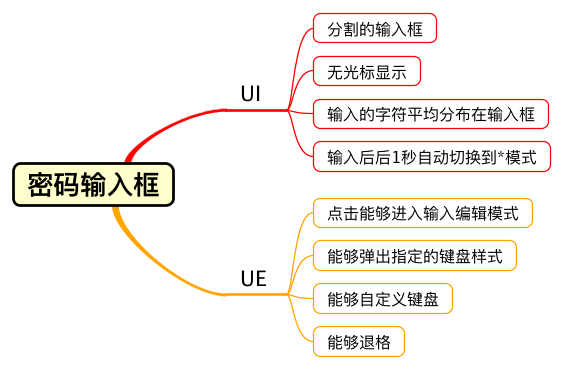 密码输入框
UI
分割的输入框
无光标显示
输入的字符平均分布在输入框
输入后后1秒自动切换到*模式
UE
点击能够进入输入编辑模式
能够弹出指定的键盘样式
能够自定义键盘
能够退格